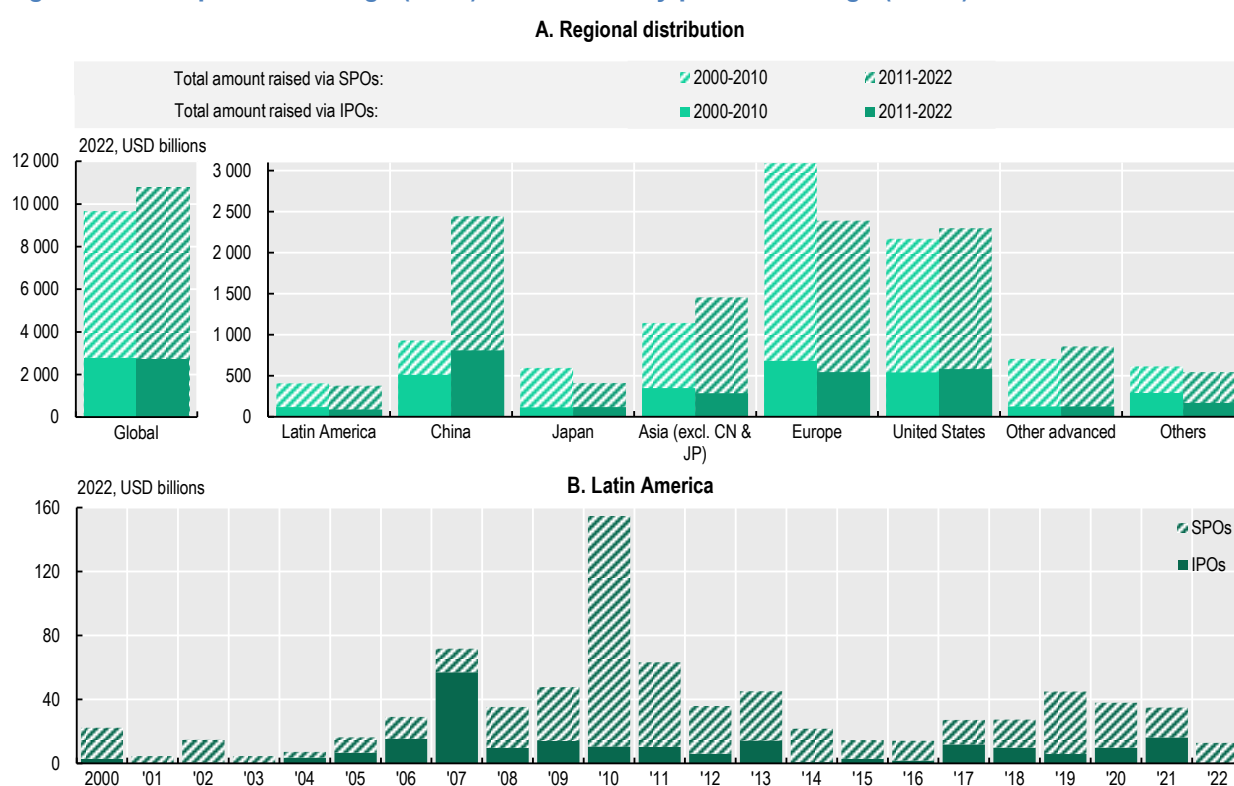 A. Regional distribution
Total amount raised via SPOs: 2000-2010 2011-2022
Total amount raised via IPOs: 2000-2010 2011-2022
2022, USD billions
12 000
10 000
8 000
6 000
4 000
2 000
0
Global
3 000
2 500
2 000
1 500
1 000
500
0
Latin America China Japan Asia (excl. CN & JP) Europe United States Other advanced Others
B. Latin America
2022, USD billions
160
120
80
40
0
SPOs
IPOs
2000 '01 '02 '03 '04 '05 '06 '07 '08 '09 '10 '11 '12 '13 '14 '15 '16 '17 '18 '19 '20 '21 '22